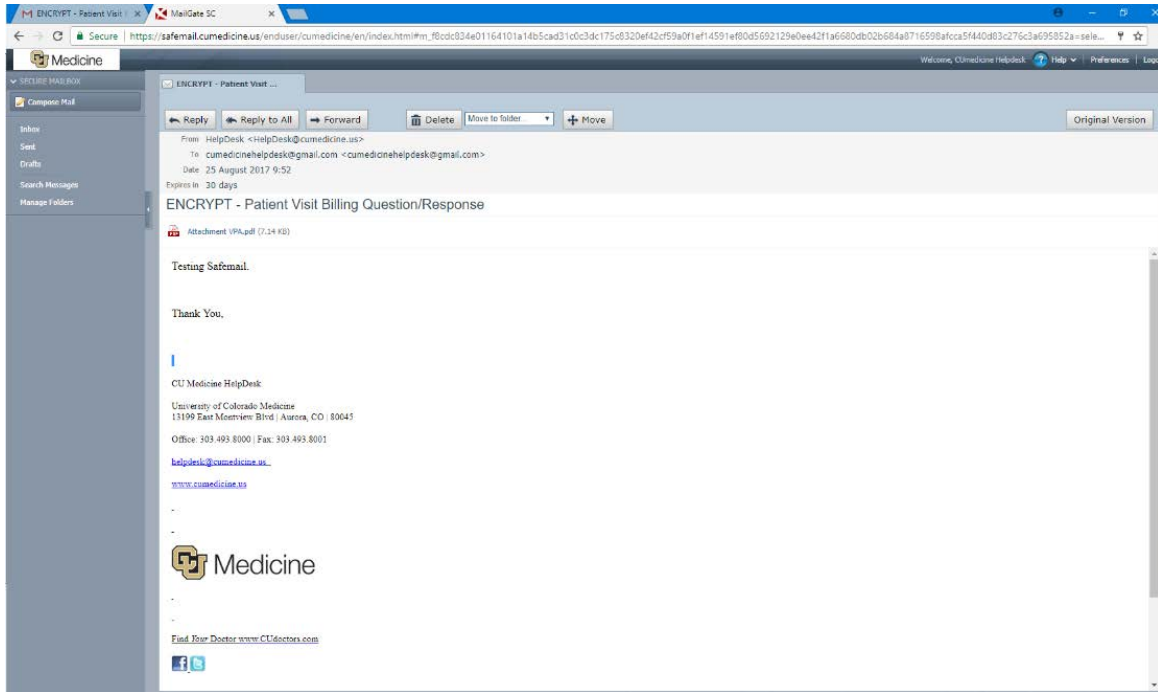 ENCRYPT - Patient Visit
MailGate SC
Secure
https://safemail.cumedicine.us/enduser/cumedicine/en/index.html#m_
CU Medicine
Welcome, CUmedicine Helpdesk ? Help | Preferences |
SECURE MAILBOX
ENCRYPT - Patient Visit ...
Compose Mail
Reply
Reply to All
Forward
Delete
Move to folder...
Move
Original Version
Inbox
Sent
Drafts
Search Messages
Manage Folders
From HelpDesk <HelpDesk@cumedicine.us>
To cumedicinehelpdesk@gmail.com <cumedicinehelpdesk@gmail.com>
Date 25 August 2017 9:52
Expires in 30 days
ENCRYPT - Patient Visit Billing Question/Response
Attachment VPA.pdf (7.14 KB)
Testing Safemail.
Thank You,
CU Medicine HelpDesk
University of Colorado Medicine
13199 East Montview Blvd | Aurora, CO | 80045
Office: 303.493.8000 | Fax: 303.493.8001
helpdesk@cumedicine.us
www.cumedicine.us
CU Medicine
Find Your Doctor www.CUdoctors.com